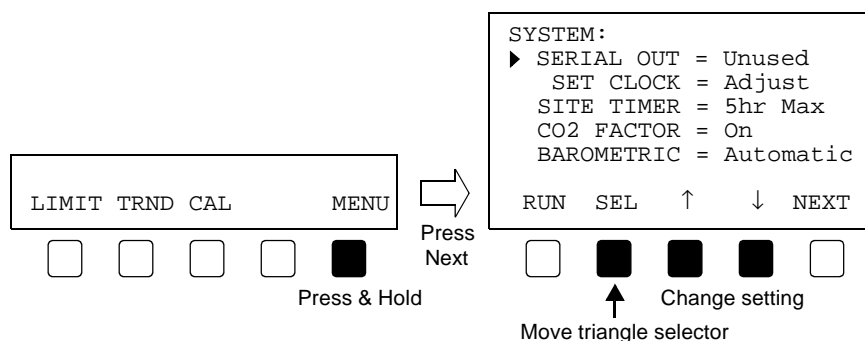 LIMIT TRND CAL MENU
Press & Hold
Press
Next
SYSTEM:
SERIAL OUT = Unused
SET CLOCK = Adjust
SITE TIMER = 5hr Max
CO2 FACTOR = On
BAROMETRIC = Automatic
RUN SEL ↑ ↓ NEXT
Change setting
Move triangle selector